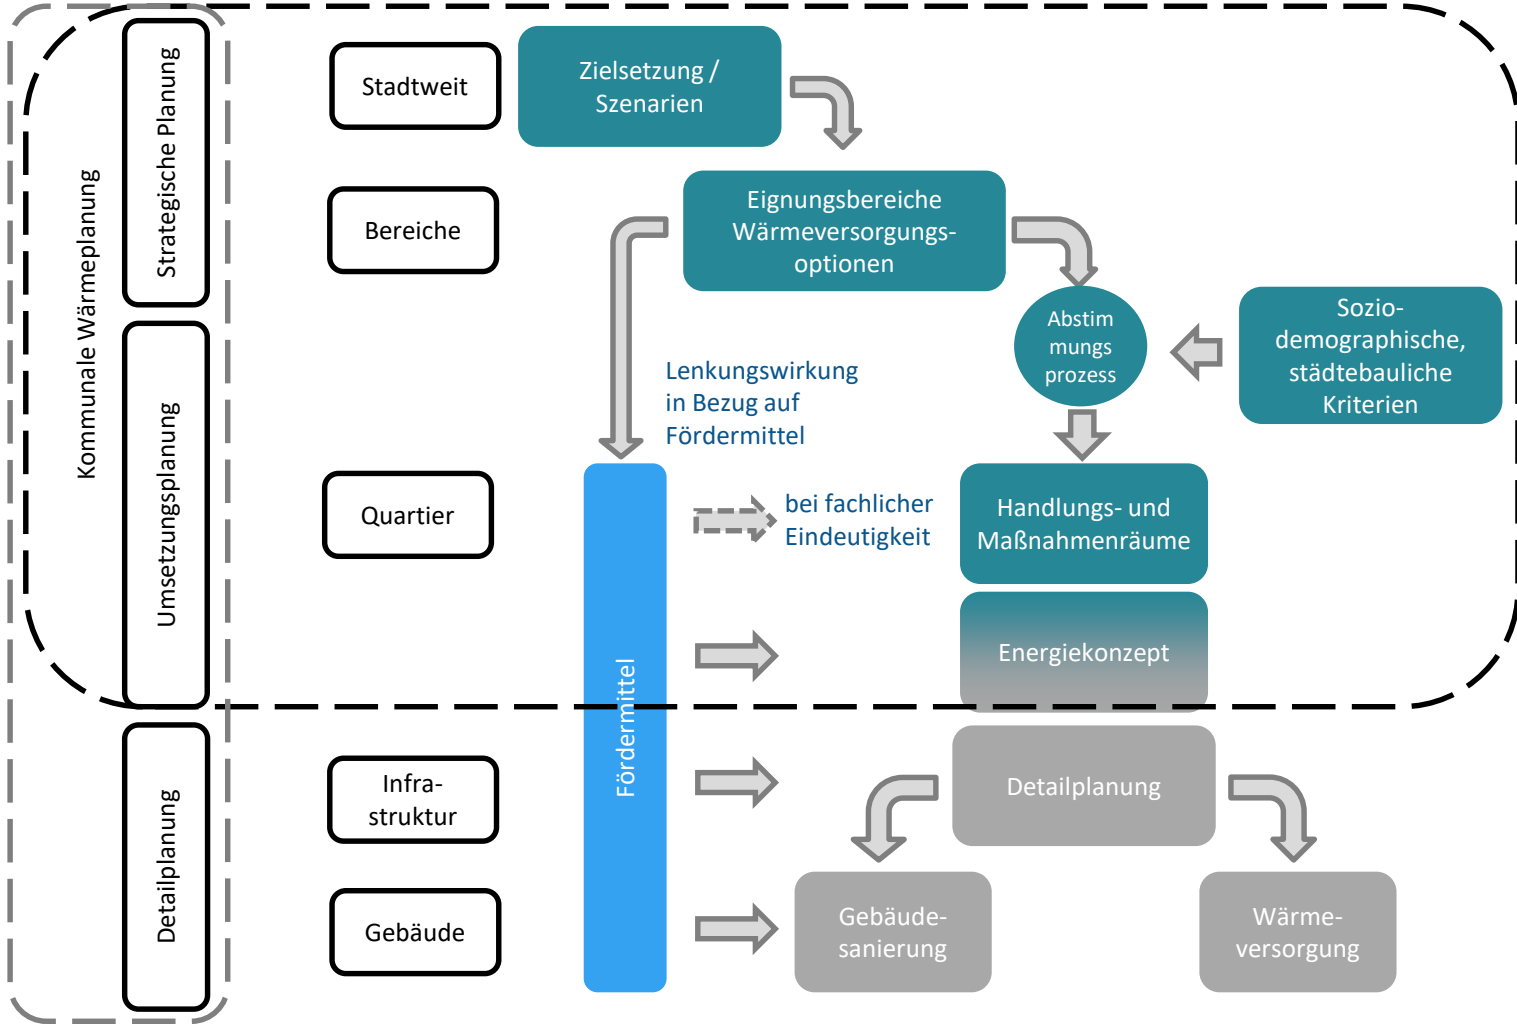 Kommunale Wärmeplanung
Strategische Planung
Umsetzungsplanung
Detailplanung
Stadtweit
Bereiche
Quartier
Infra-
struktur
Gebäude
Zielsetzung /
Szenarien
Eignungsbereiche
Wärmeversorgungs-
optionen
Abstim
mungs
prozess
Sozio-
demographische,
städtebauliche
Kriterien
Lenkungswirkung
in Bezug auf
Fördermittel
Fördermittel
bei fachlicher
Eindeutigkeit
Handlungs- und
Maßnahmenräume
Energiekonzept
Detailplanung
Gebäude-
sanierung
Wärme-
versorgung